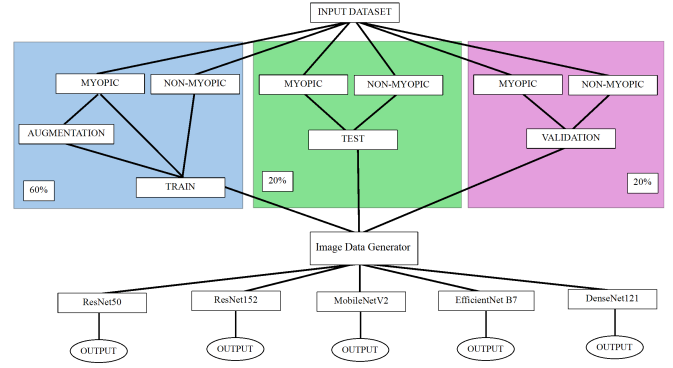 INPUT DATASET
MYOPIC
NON-MYOPIC
MYOPIC
NON-MYOPIC
MYOPIC
NON-MYOPIC
AUGMENTATION
TEST
VALIDATION
60%
TRAIN
20%
20%
Image Data Generator
ResNet50
ResNet152
MobileNetV2
EfficientNet B7
DenseNet121
OUTPUT
OUTPUT
OUTPUT
OUTPUT
OUTPUT